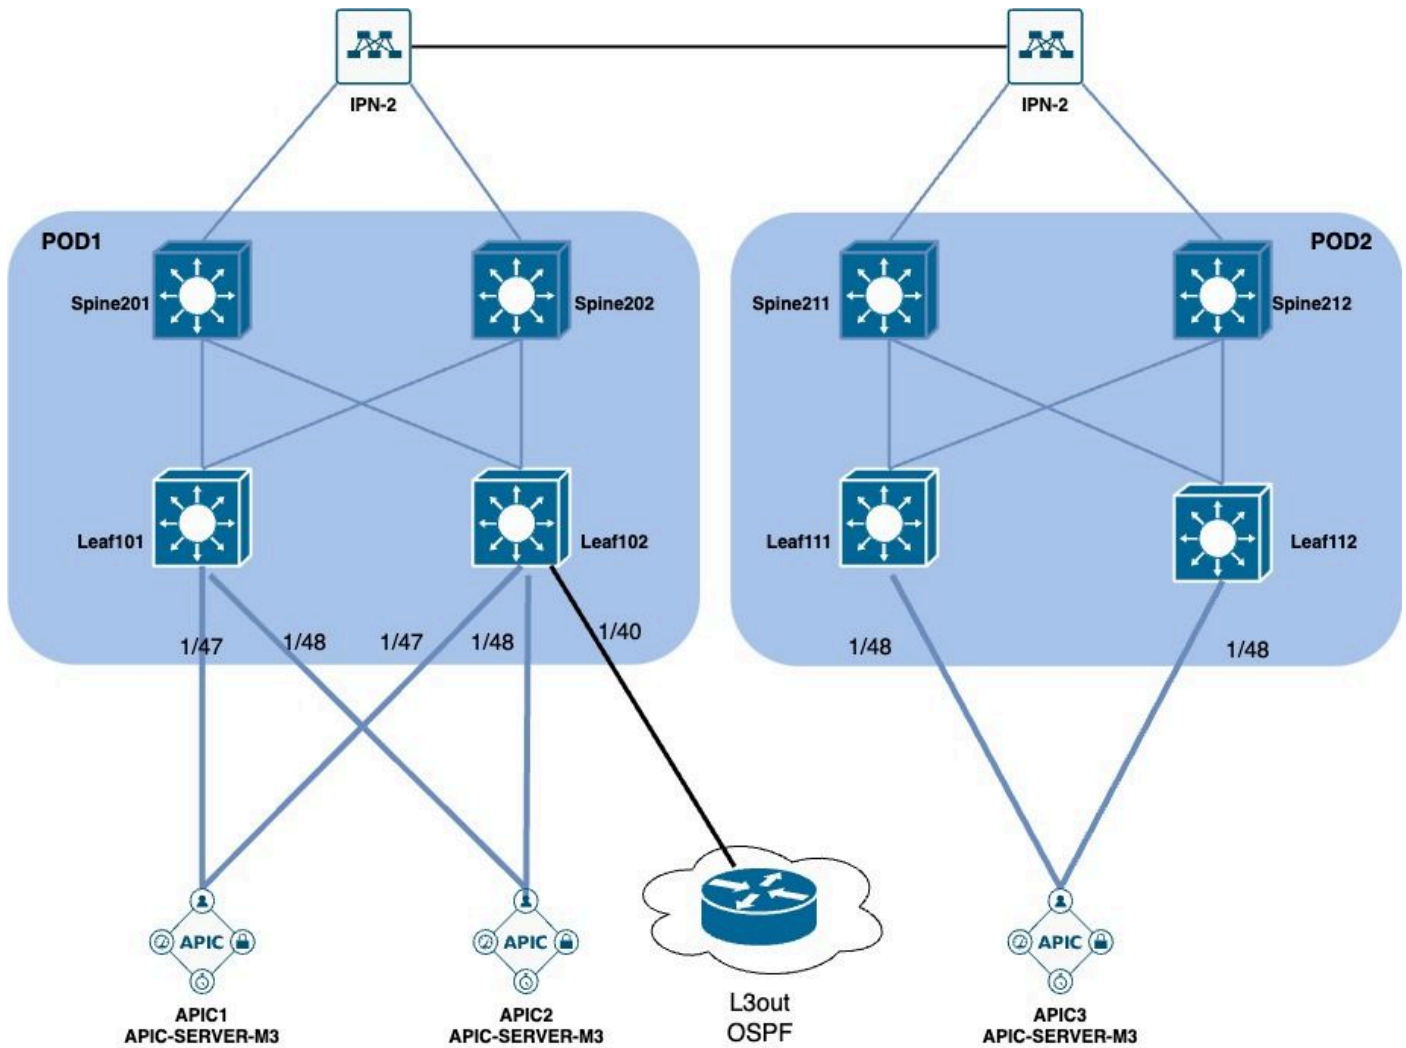 IPN-2
IPN-2
POD1
POD2
Spine201
Spine202
Spine211
Spine212
Leaf101
Leaf102
Leaf111
Leaf112
1/47
1/48
1/47
1/48
1/40
1/48
1/48
APIC
APIC
APIC
APIC1
APIC-SERVER-M3
APIC2
APIC-SERVER-M3
L3out
OSPF
APIC3
APIC-SERVER-M3